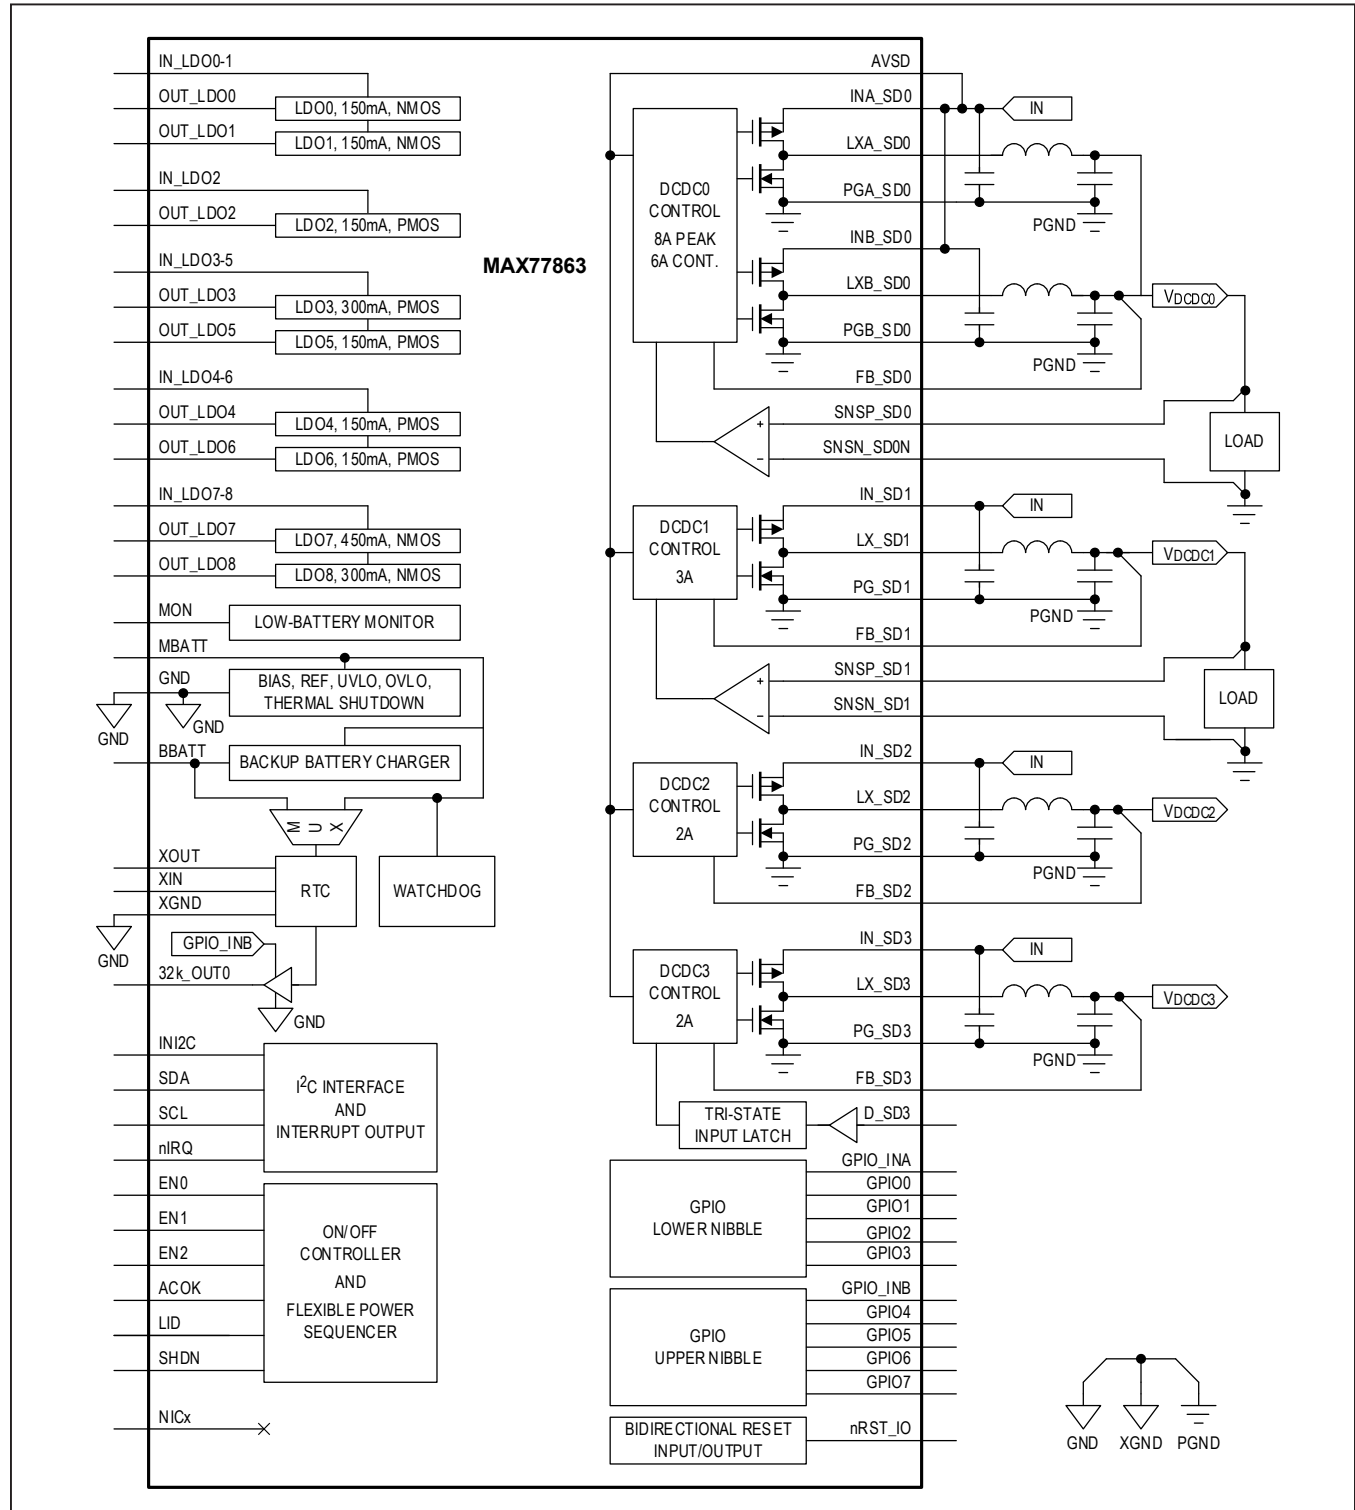 IN_LDO0-1
OUT_LDO0
LDO0, 150mA, NMOS
OUT_LDO1
LDO1, 150mA, NMOS
IN_LDO2
OUT_LDO2
LDO2, 150mA, PMOS
IN_LDO3-5
OUT_LDO3
LDO3, 300mA, PMOS
OUT_LDO5
LDO5, 150mA, PMOS
IN_LDO4-6
OUT_LDO4
LDO4, 150mA, PMOS
OUT_LDO6
LDO6, 150mA, PMOS
IN_LDO7-8
OUT_LDO7
LDO7, 450mA, NMOS
OUT_LDO8
LDO8, 300mA, NMOS
MON
LOW-BATTERY MONITOR
MBATT
GND
BIAS, REF, UVLO, OVLO,
THERMAL SHUTDOWN
GND
GND
BBATT
BACKUP BATTERY CHARGER
MUX
XOUT
XIN
XGND
RTC
WATCHDOG
GND
GPIO_INB
32k_OUT0
GND
INI2C
SDA
SCL
nIRQ
I2C INTERFACE
AND
INTERRUPT OUTPUT
EN0
EN1
EN2
ACOK
LID
SHDN
ON/OFF
CONTROLLER
AND
FLEXIBLE POWER
SEQUENCER
NICx
MAX77863
AVSD
INA_SD0
IN
LXA_SD0
PGA_SD0
PGND
DCDC0
CONTROL
8A PEAK
6A CONT.
INB_SD0
LXB_SD0
VDCDC0
PGB_SD0
PGND
FB_SD0
SNSP_SD0
+
SNSN_SD0N
−
LOAD
IN_SD1
IN
DCDC1
CONTROL
3A
LX_SD1
VDCDC1
PG_SD1
PGND
FB_SD1
SNSP_SD1
+
SNSN_SD1
−
LOAD
IN_SD2
IN
DCDC2
CONTROL
2A
LX_SD2
VDCDC2
PG_SD2
PGND
FB_SD2
IN_SD3
IN
DCDC3
CONTROL
2A
LX_SD3
VDCDC3
PG_SD3
PGND
FB_SD3
TRI-STATE
INPUT LATCH
D_SD3
GPIO
LOWER NIBBLE
GPIO_INA
GPIO0
GPIO1
GPIO2
GPIO3
GPIO
UPPER NIBBLE
GPIO_INB
GPIO4
GPIO5
GPIO6
GPIO7
BIDIRECTIONAL RESET
INPUT/OUTPUT
nRST_IO
GND XGND PGND